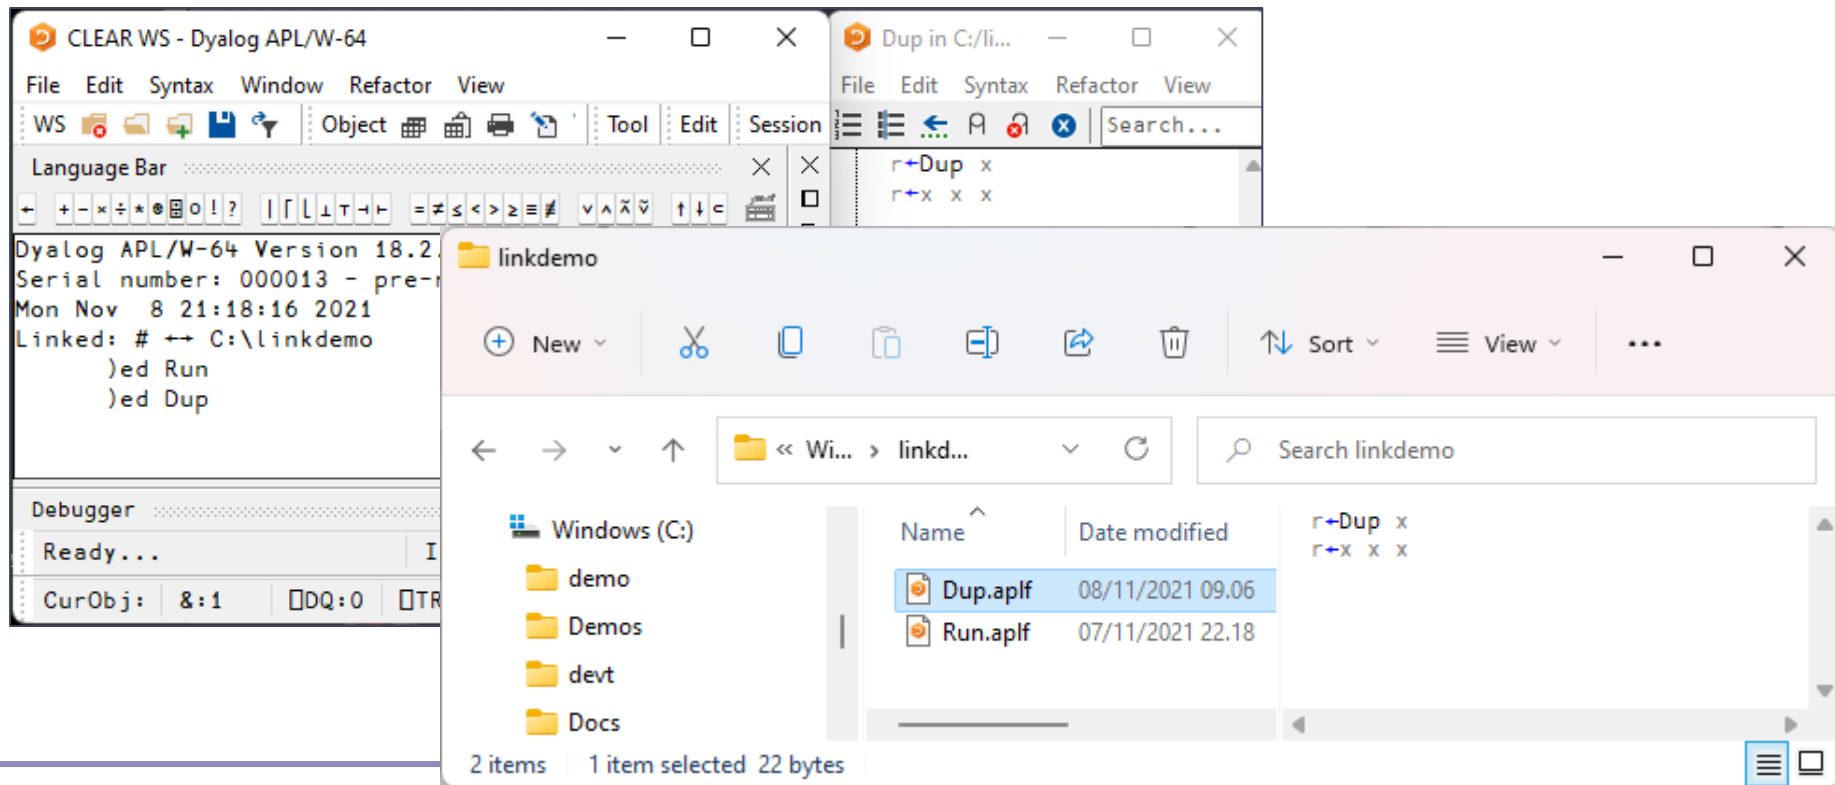 CLEAR WS - Dyalog APL/W-64
File Edit Syntax Window Refactor View
WS Object Tool Edit Session
Language Bar
← + - × ÷ * ⍟ ⌹ ○ ! ? | ⌈ ⌊ ⊥ ⊤ ⊣ ⊢ = ≠ ≤ < > ≥ ≡ ≢ ∨ ∧ ⍲ ⍱ ↑ ↓ ⊂
Dyalog APL/W-64 Version 18.2.
Serial number: 000013 - pre-r
Mon Nov  8 21:18:16 2021
Linked: # ←→ C:\linkdemo
)ed Run
)ed Dup
Debugger
Ready... I
CurObj: &:1 ⎕DQ:0 ⎕TR
Dup in C:/li...
File Edit Syntax Refactor View
Search...
r←Dup x
r←x x x
linkdemo
New Sort View ...
« Wi... › linkd... Search linkdemo
Windows (C:)
demo
Demos
devt
Docs
Name Date modified
Dup.aplf 08/11/2021 09.06
Run.aplf 07/11/2021 22.18
r←Dup x
r←x x x
2 items 1 item selected 22 bytes